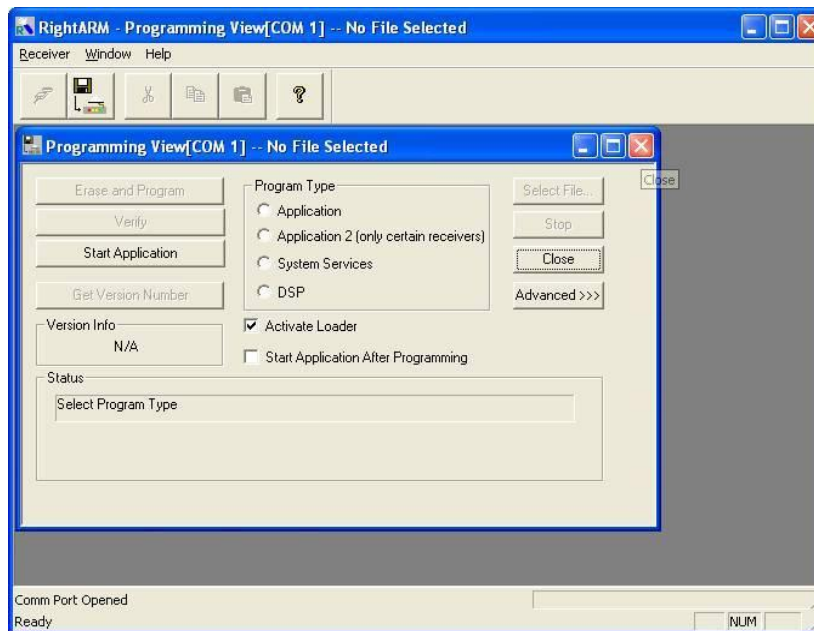 RightARM - Programming View[COM 1] -- No File Selected
Receiver Window Help
Programming View[COM 1] -- No File Selected
Close
Erase and Program
Verify
Start Application
Get Version Number
Version Info
N/A
Program Type
Application
Application 2 (only certain receivers)
System Services
DSP
Activate Loader
Start Application After Programming
Select File...
Stop
Close
Advanced >>>
Status
Select Program Type
Comm Port Opened
Ready
NUM